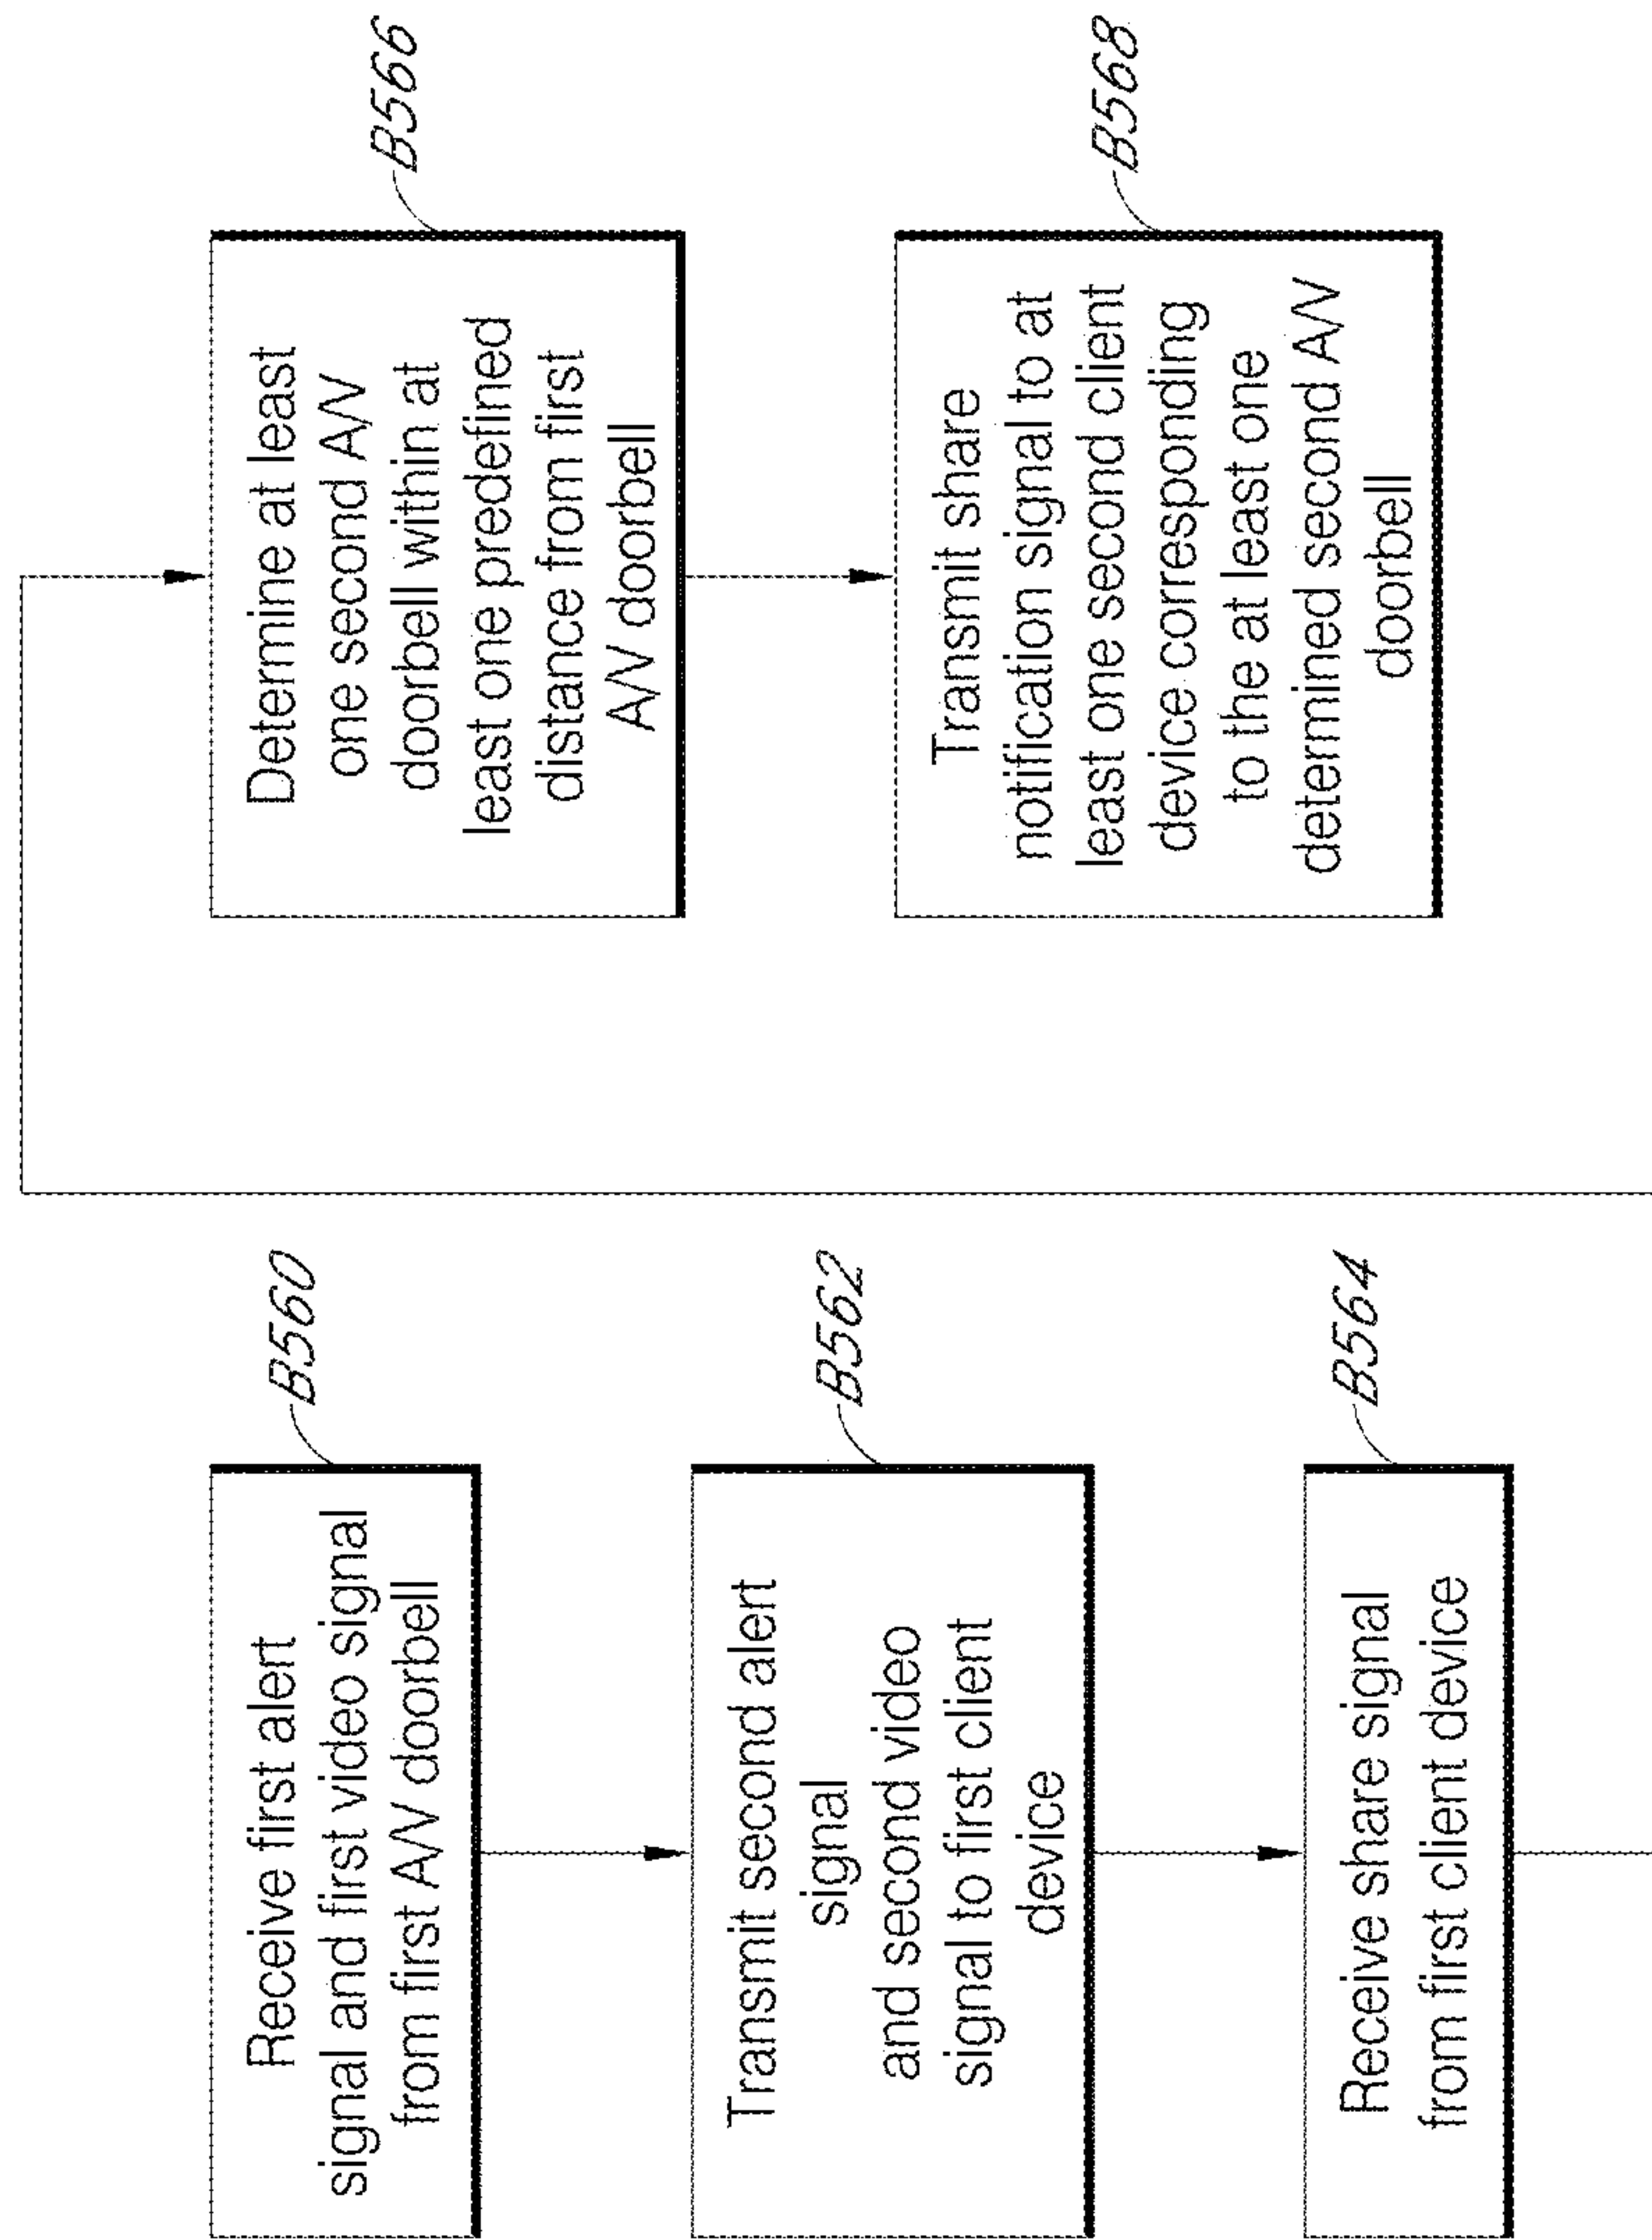 B560
Receive first alert
signal and first video signal
from first A/V doorbell
B562
Transmit second alert
signal
and second video
signal to first client
device
B564
Receive share signal
from first client device
B566
Determine at least
one second A/V
doorbell within at
least one predefined
distance from first
A/V doorbell
B568
Transmit share
notification signal to at
least one second client
device corresponding
to the at least one
determined second A/V
doorbell